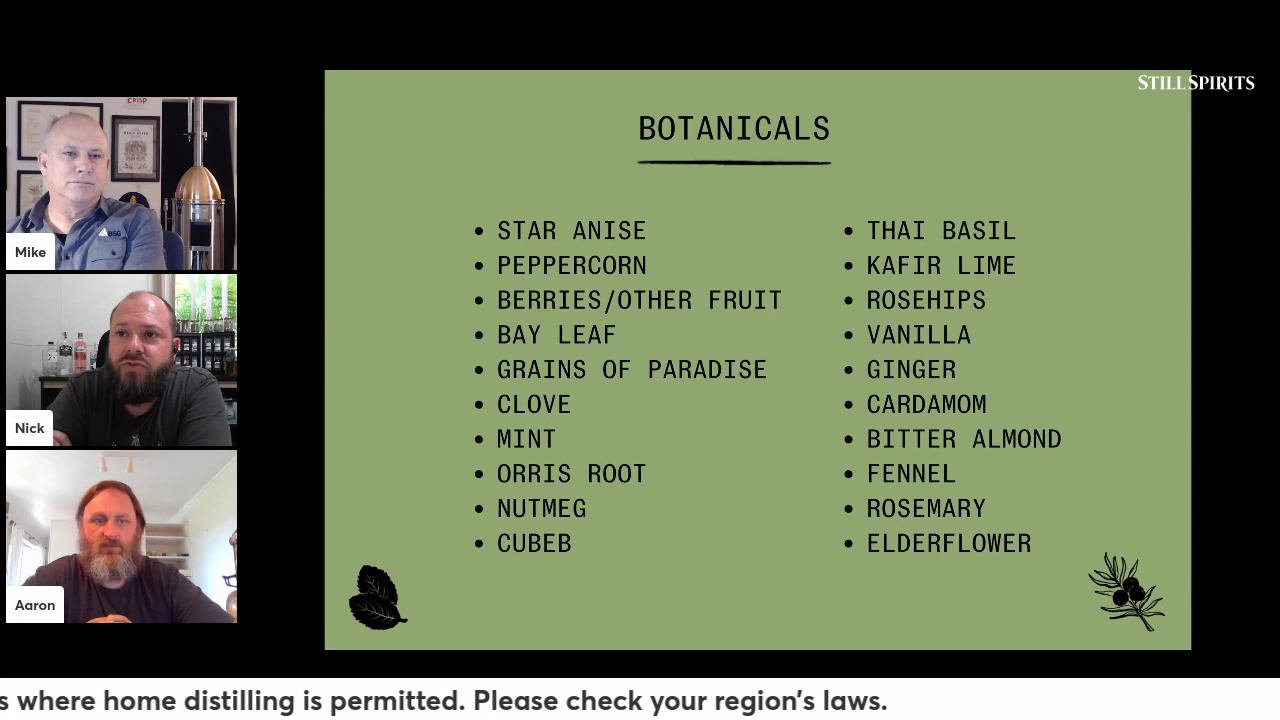 STILL SPIRITS
BOTANICALS
• STAR ANISE
• PEPPERCORN
• BERRIES/OTHER FRUIT
• BAY LEAF
• GRAINS OF PARADISE
• CLOVE
• MINT
• ORRIS ROOT
• NUTMEG
• CUBEB
• THAI BASIL
• KAFIR LIME
• ROSEHIPS
• VANILLA
• GINGER
• CARDAMOM
• BITTER ALMOND
• FENNEL
• ROSEMARY
• ELDERFLOWER
CRISP
BSG
Mike
Nick
Aaron
s where home distilling is permitted. Please check your region's laws.